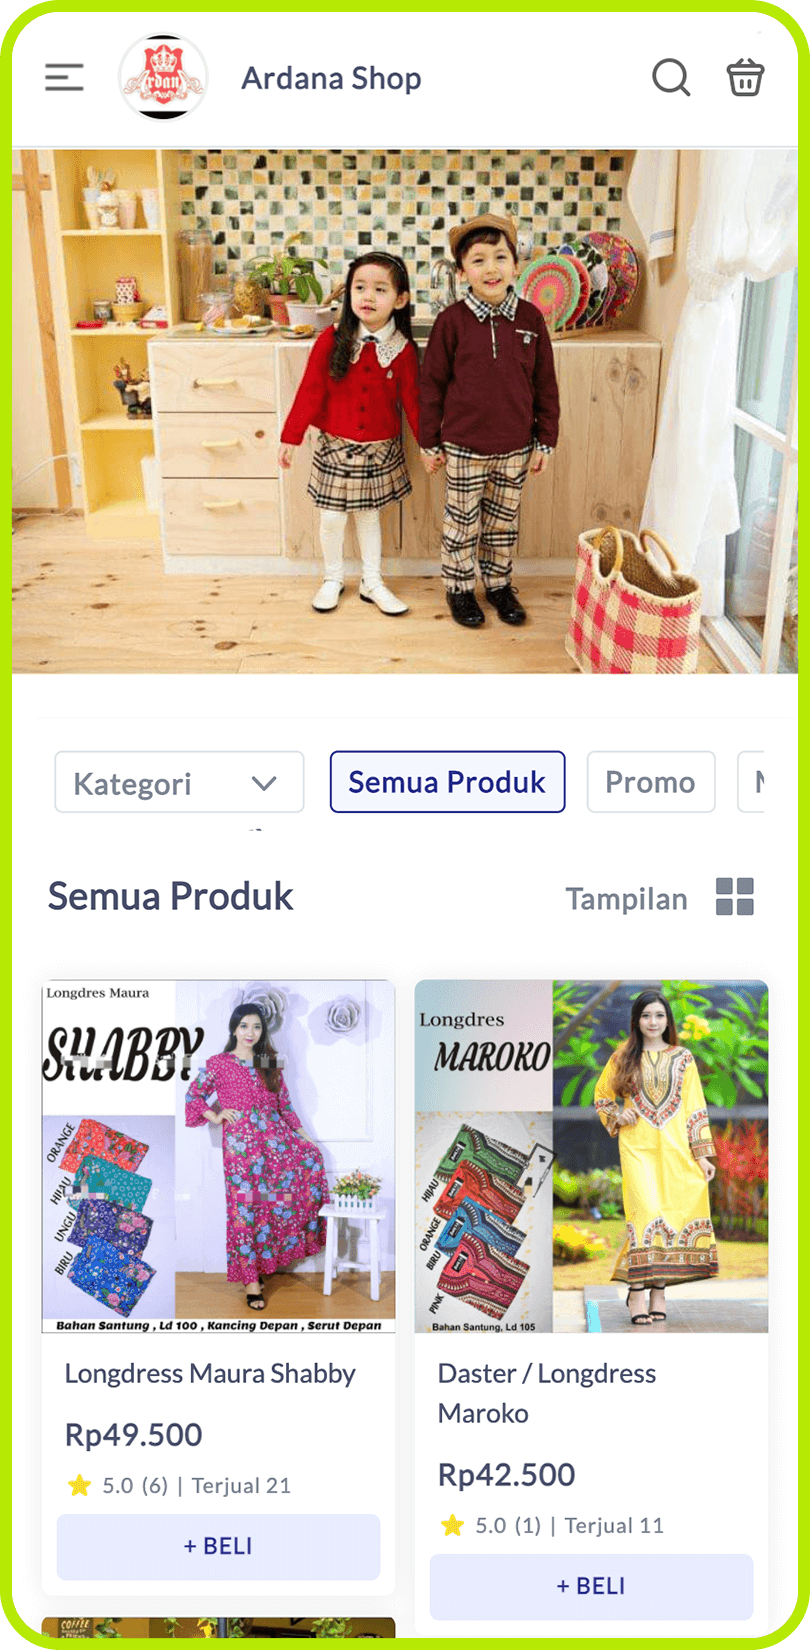 Ardana Shop
Kategori
Semua Produk
Promo
Semua Produk
Tampilan
Longdres Maura
SHABBY
ORANGE
HIJAU
UNGU
BIRU
Bahan Santung , Ld 100 , Kancing Depan , Serut Depan
Longdress Maura Shabby
Rp49.500
5.0 (6) | Terjual 21
+ BELI
Longdres
MAROKO
HIJAU
ORANGE
BIRU
PINK
Bahan Santung, Ld 105
Daster / Longdress
Maroko
Rp42.500
5.0 (1) | Terjual 11
+ BELI
COFFEE